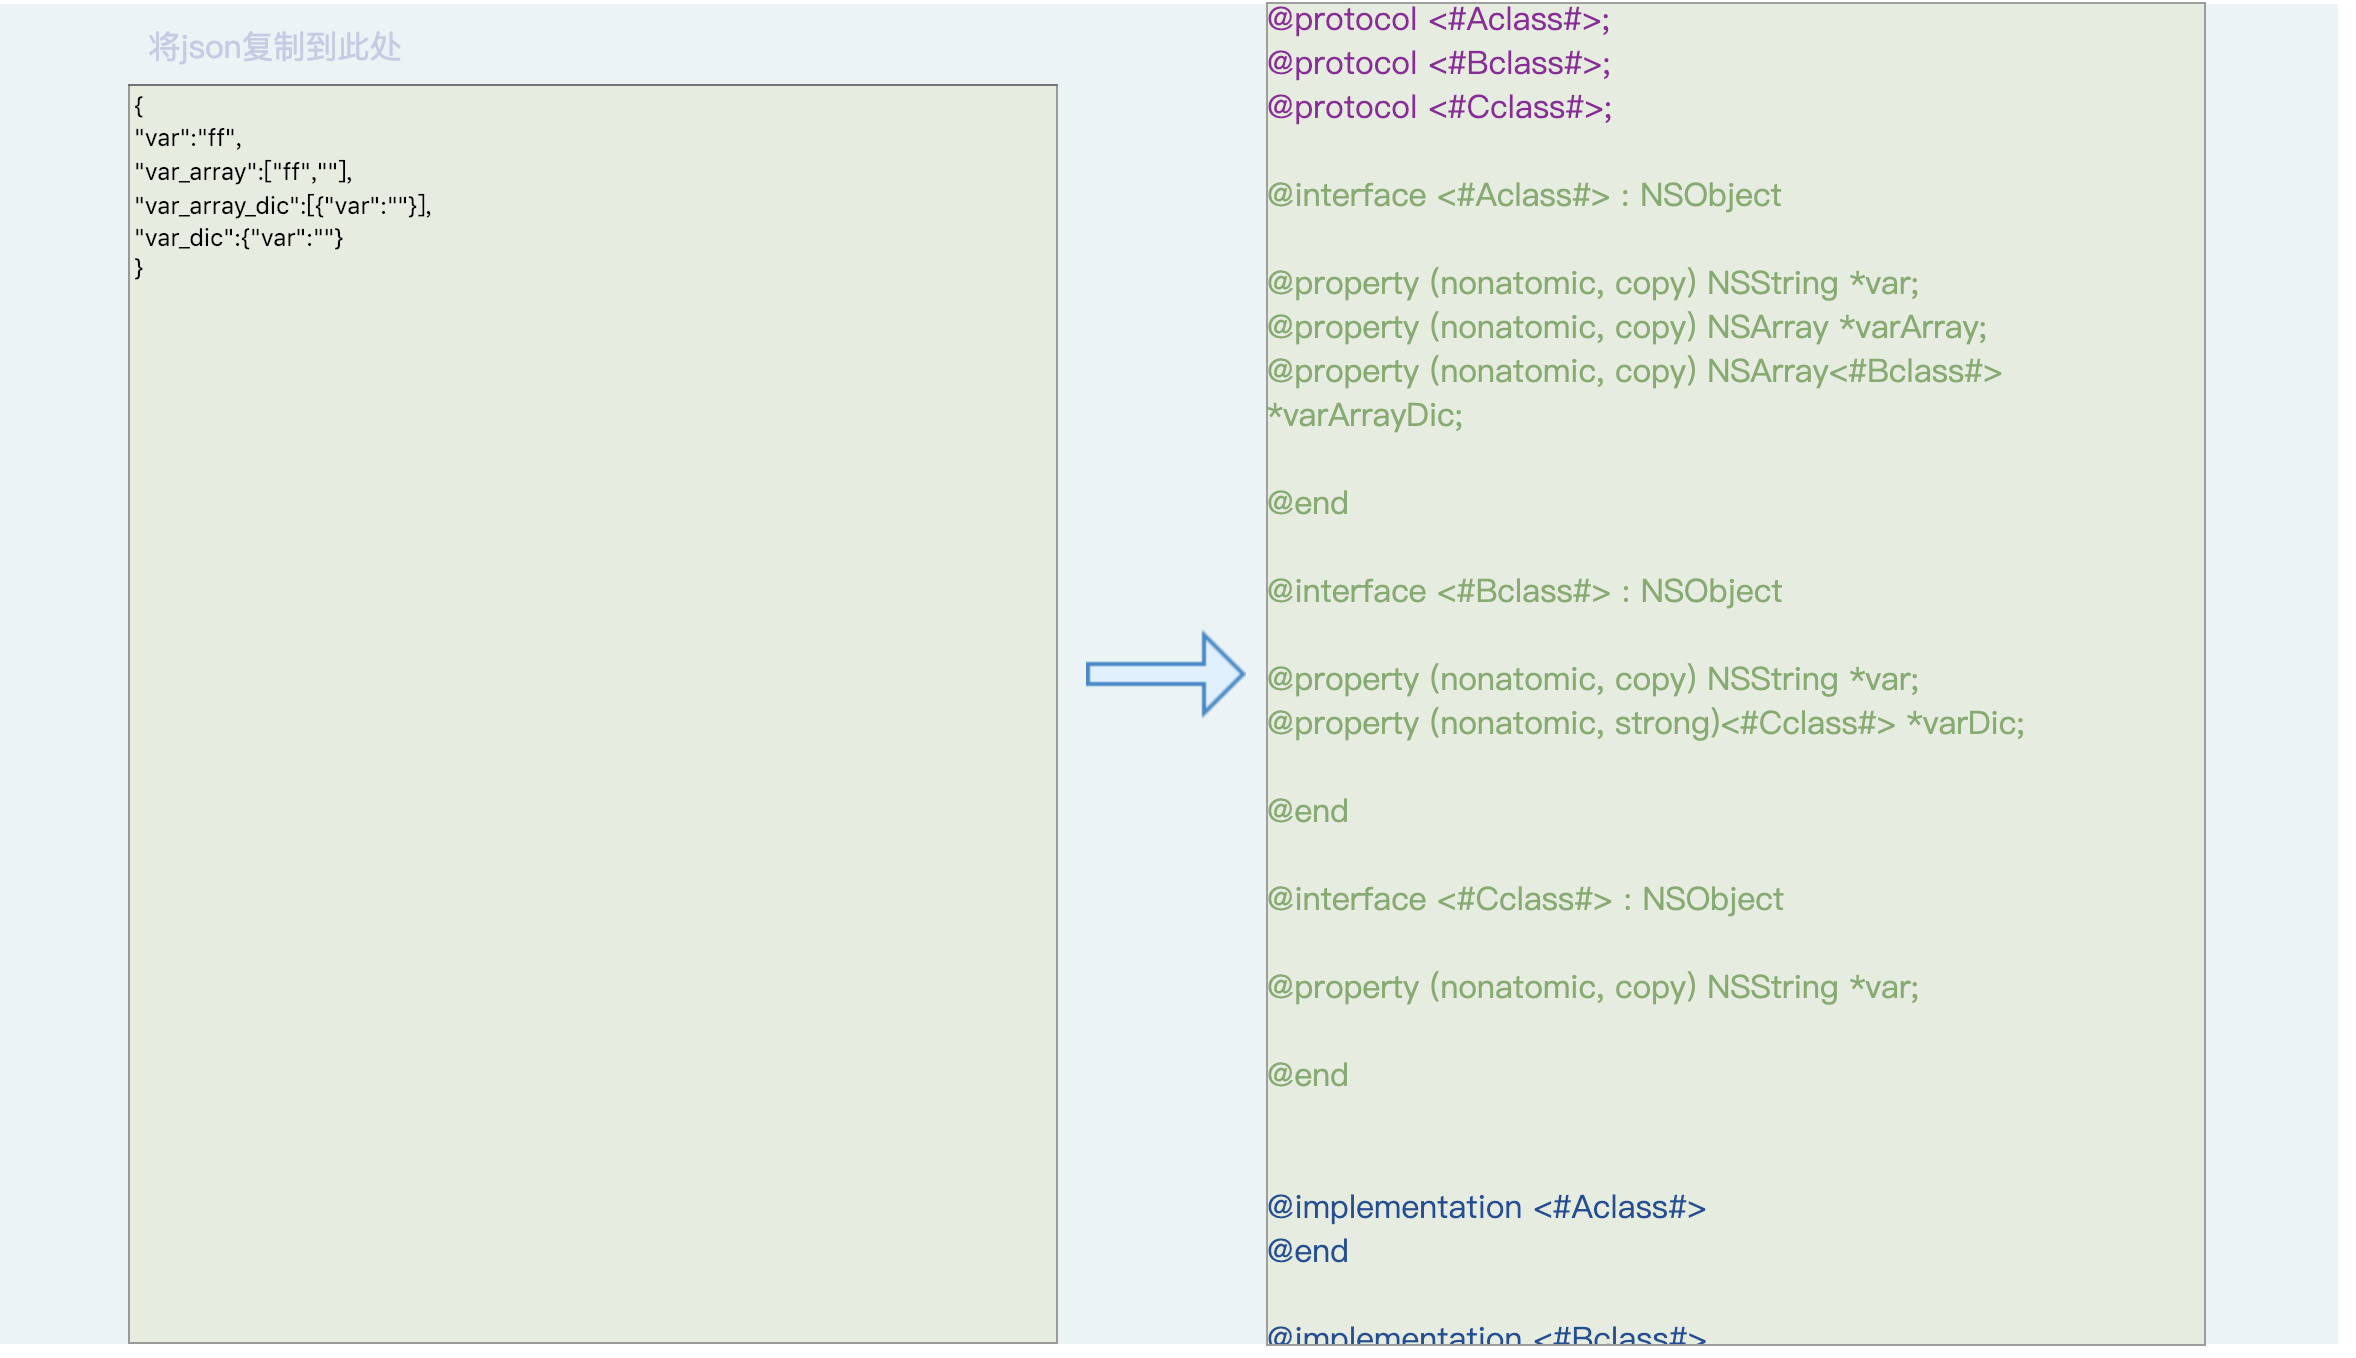 将json复制到此处
{
"var":"ff",
"var_array":["ff",""],
"var_array_dic":[{"var":""}],
"var_dic":{"var":""}
}
@protocol <#Aclass#>;
@protocol <#Bclass#>;
@protocol <#Cclass#>;
@interface <#Aclass#> : NSObject
@property (nonatomic, copy) NSString *var;
@property (nonatomic, copy) NSArray *varArray;
@property (nonatomic, copy) NSArray<#Bclass#>
*varArrayDic;
@end
@interface <#Bclass#> : NSObject
@property (nonatomic, copy) NSString *var;
@property (nonatomic, strong)<#Cclass#> *varDic;
@end
@interface <#Cclass#> : NSObject
@property (nonatomic, copy) NSString *var;
@end
@implementation <#Aclass#>
@end
@implementation <#Bclass#>